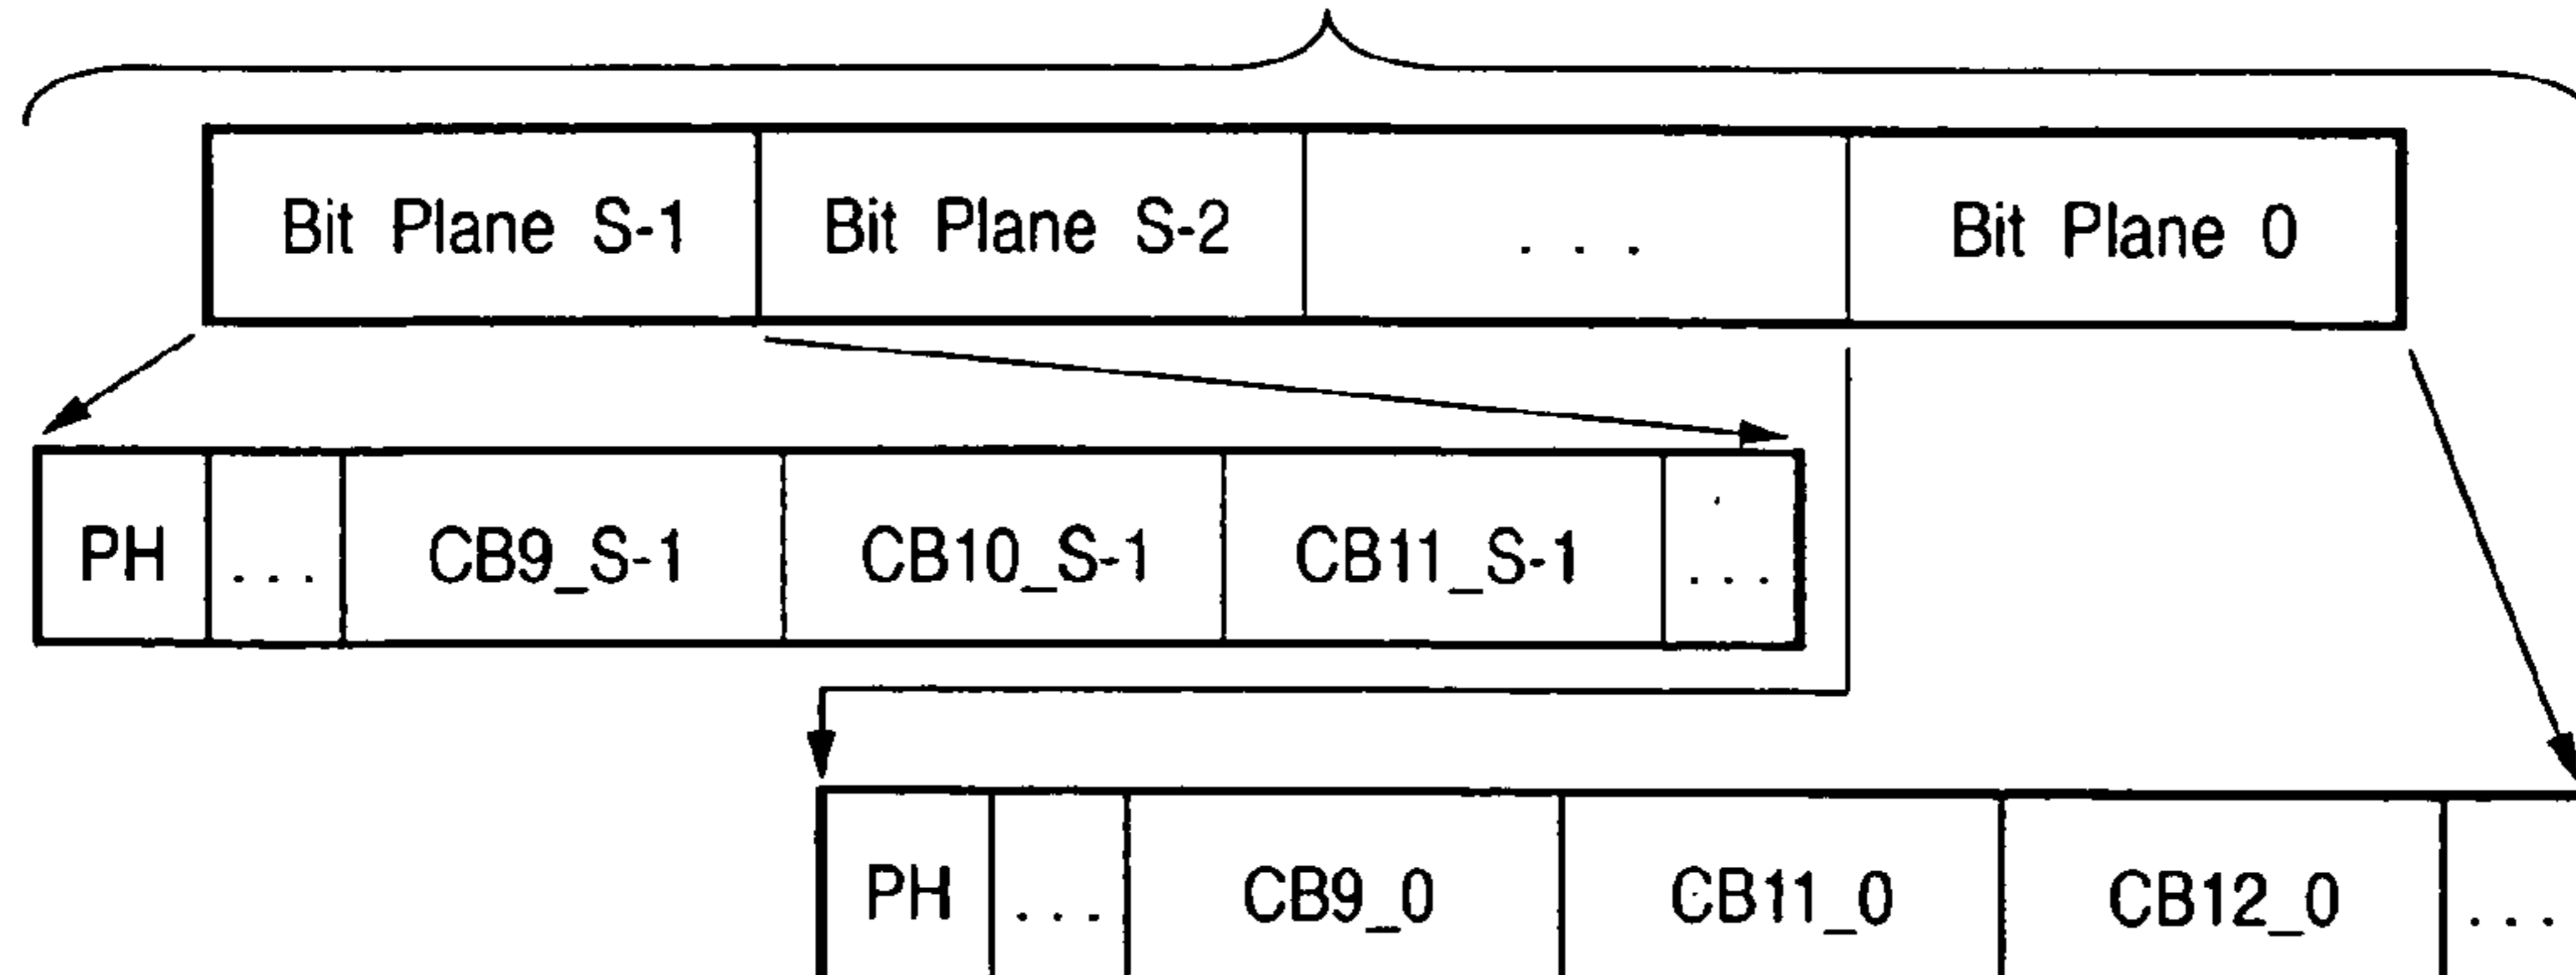 Bit Plane S-1 Bit Plane S-2 ... Bit Plane 0
PH ... CB9_S-1 CB10_S-1 CB11_S-1 ...
PH ... CB9_0 CB11_0 CB12_0 ...